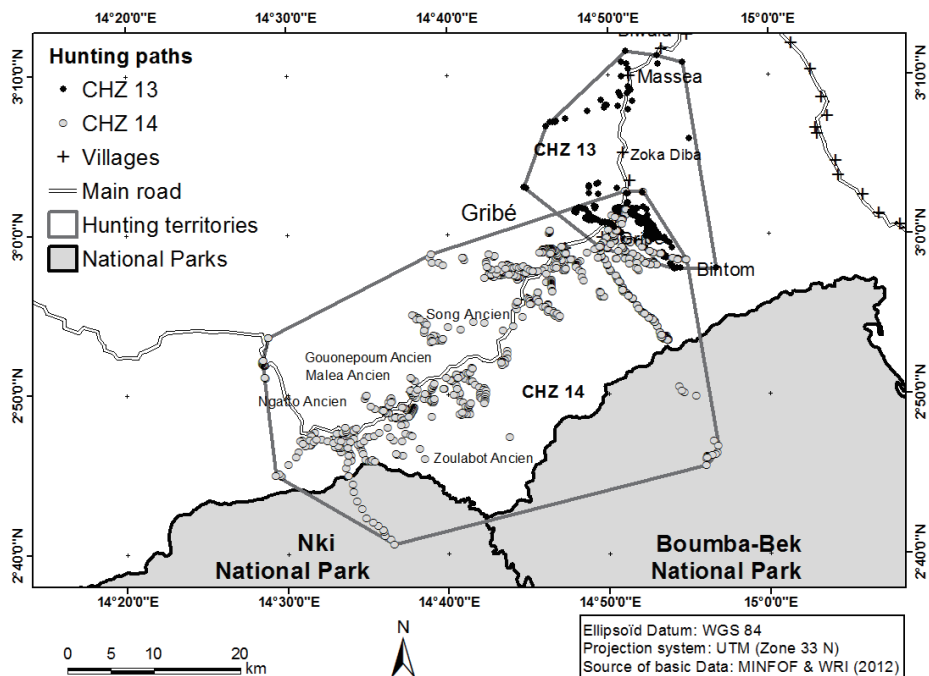 14°20'0"E 14°30'0"E 14°40'0"E 14°50'0"E 15°0'0"E
Hunting paths
CHZ 13
CHZ 14
Villages
Main road
Hunting territories
National Parks
3°10'0"N
3°0'0"N
2°50'0"N
2°40'0"N
Biwala
Massea
CHZ 13
Zoka Diba
Gribé
Gribé
Bintom
Song Ancien
Gouonepoum Ancien
Malea Ancien
CHZ 14
Ngatto Ancien
Zoulabot Ancien
Nki
National Park
Boumba-Bek
National Park
3°10'0"N
3°0'0"N
2°50'0"N
2°40'0"N
14°20'0"E 14°30'0"E 14°40'0"E 14°50'0"E 15°0'0"E
N
0 5 10 20
km
Ellipsoïd Datum: WGS 84
Projection system: UTM (Zone 33 N)
Source of basic Data: MINFOF & WRI (2012)